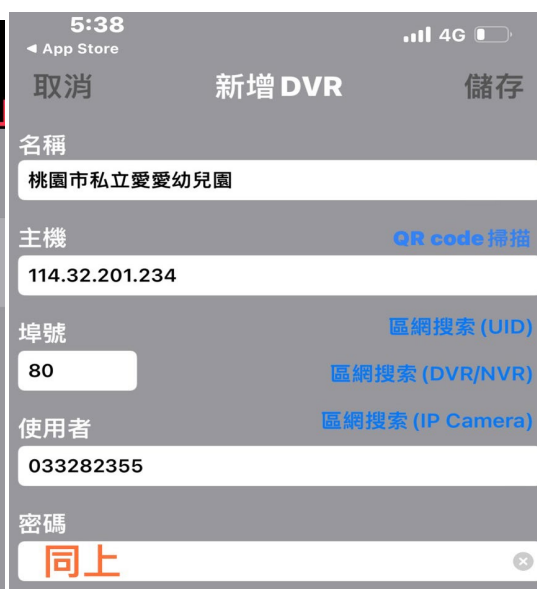 5:38
4G
App Store
取消 新增DVR 儲存
名稱
桃園市私立愛愛幼兒園
主機 QR code掃描
114.32.201.234
埠號 區網搜索 (UID)
80 區網搜索 (DVR/NVR)
使用者 區網搜索 (IP Camera)
033282355
密碼
同上